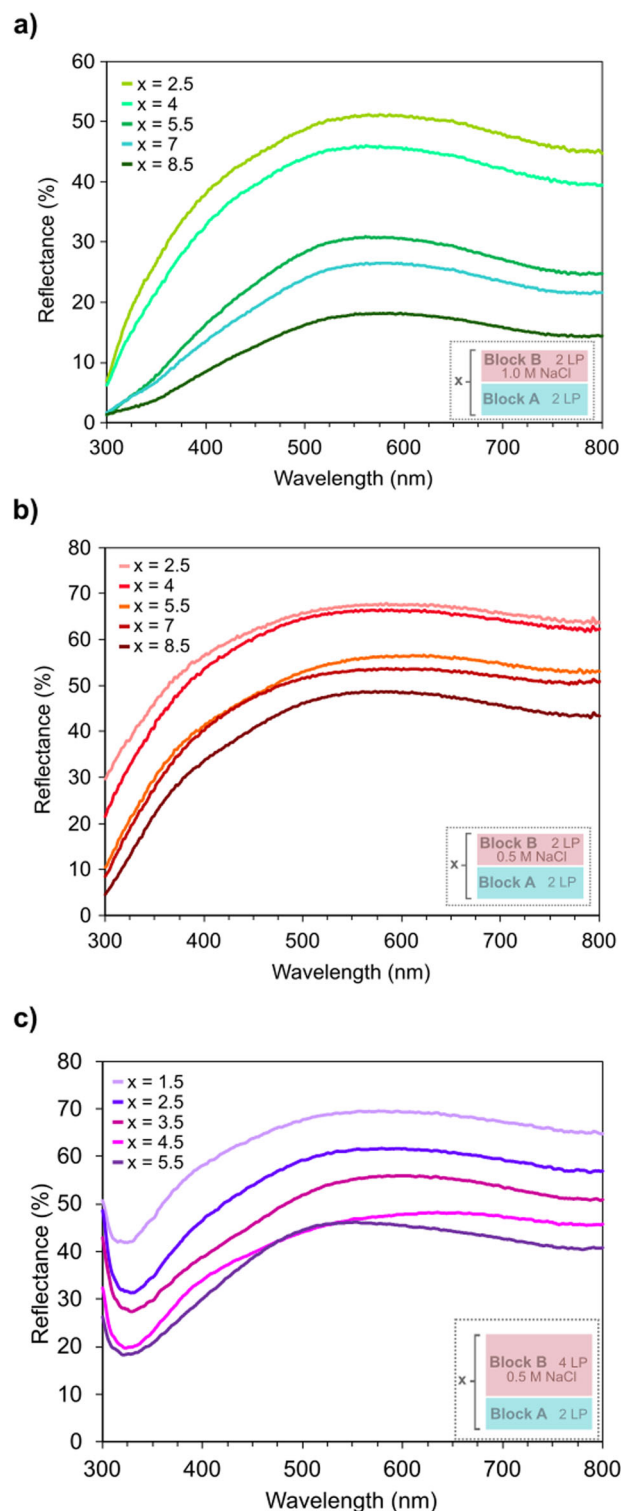 a)
60
50
40
30
20
10
0
Reflectance (%)
x = 2.5
x = 4
x = 5.5
x = 7
x = 8.5
x
Block B 2 LP
1.0 M NaCl
Block A 2 LP
300 400 500 600 700 800
Wavelength (nm)
b)
80
70
60
50
40
30
20
10
0
Reflectance (%)
x = 2.5
x = 4
x = 5.5
x = 7
x = 8.5
x
Block B 2 LP
0.5 M NaCl
Block A 2 LP
300 400 500 600 700 800
Wavelength (nm)
c)
80
70
60
50
40
30
20
10
0
Reflectance (%)
x = 1.5
x = 2.5
x = 3.5
x = 4.5
x = 5.5
x
Block B 4 LP
0.5 M NaCl
Block A 2 LP
300 400 500 600 700 800
Wavelength (nm)